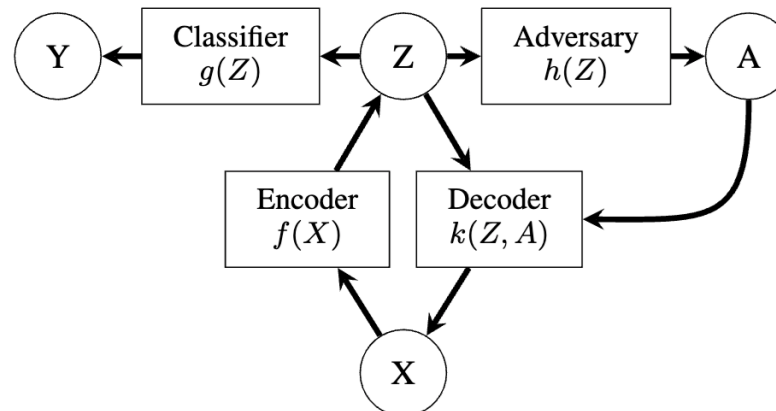 Y
Classifier
g(Z)
Z
Adversary
h(Z)
A
Encoder
f(X)
Decoder
k(Z, A)
X